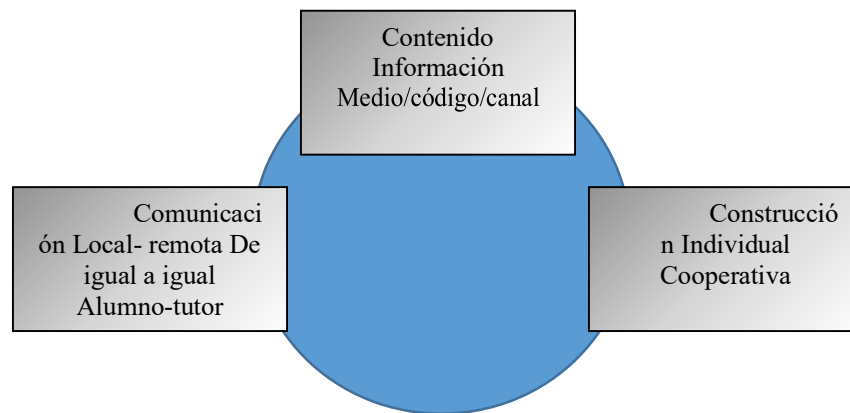 Contenido
Información
Medio/código/canal
Comunicaci
ón Local- remota De
igual a igual
Alumno-tutor
Construcció
n Individual
Cooperativa